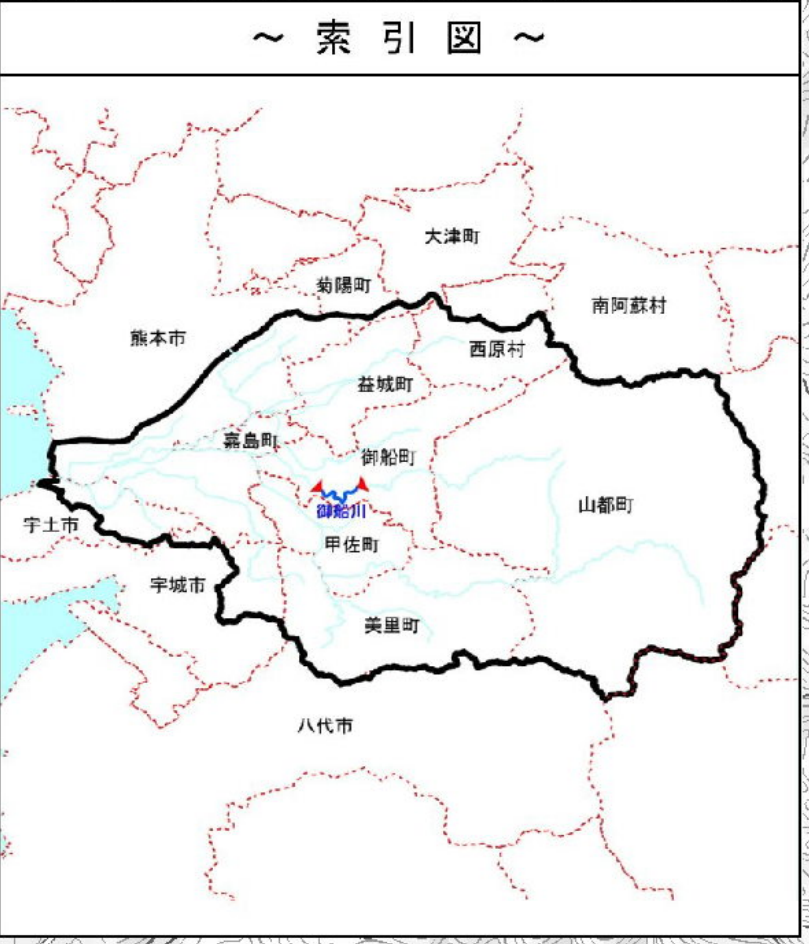 ～ 索 引 図 ～
大津町
菊陽町
南阿蘇村
熊本市
西原村
益城町
嘉島町
御船町
山都町
御船川
宇土市
甲佐町
宇城市
美里町
八代市